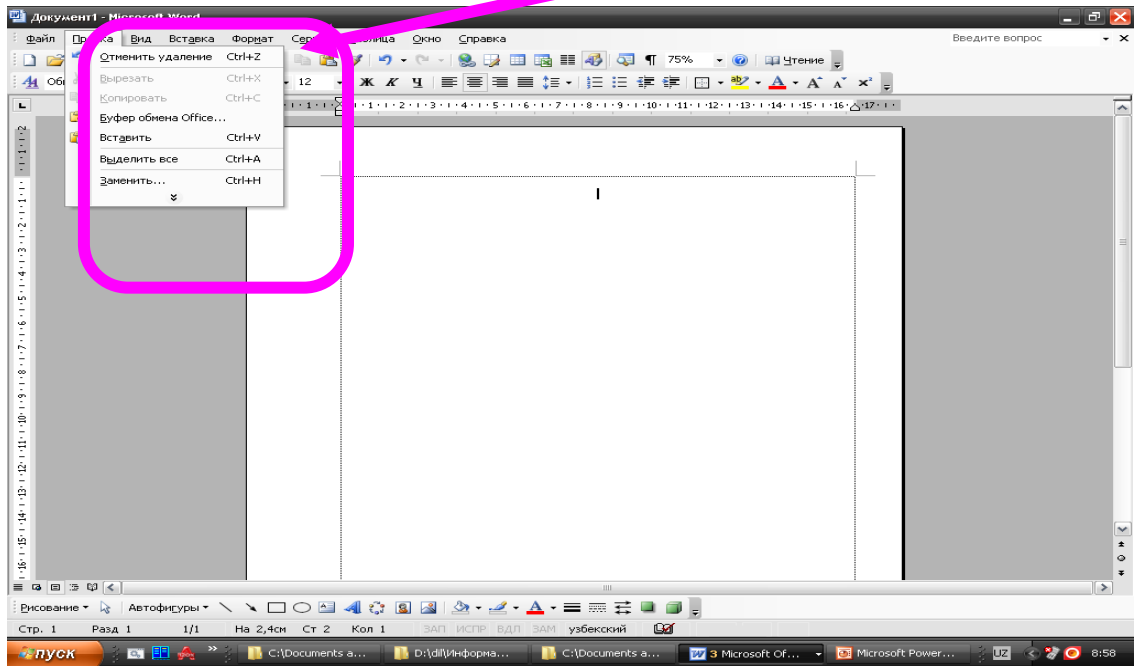 Документ1 - Microsoft Word
Файл Вид Вставка Формат Окно Справка Введите вопрос
Отменить удаление Ctrl+Z
75% Чтение
Вырезать Ctrl+X
12 Ж К Ч
Копировать Ctrl+C
Буфер обмена Office...
Вставить Ctrl+V
Выделить все Ctrl+A
Заменить... Ctrl+H
Рисование Автофигуры
Стр. 1 Разд 1 1/1 На 2,4см Ст 2 Кол 1 ЗАП ИСПР ВДЛ ЗАМ узбекский
пуск C:\Documents a... D:\dil\Информа... C:\Documents a... 3 Microsoft Of... Microsoft Power... UZ 8:58